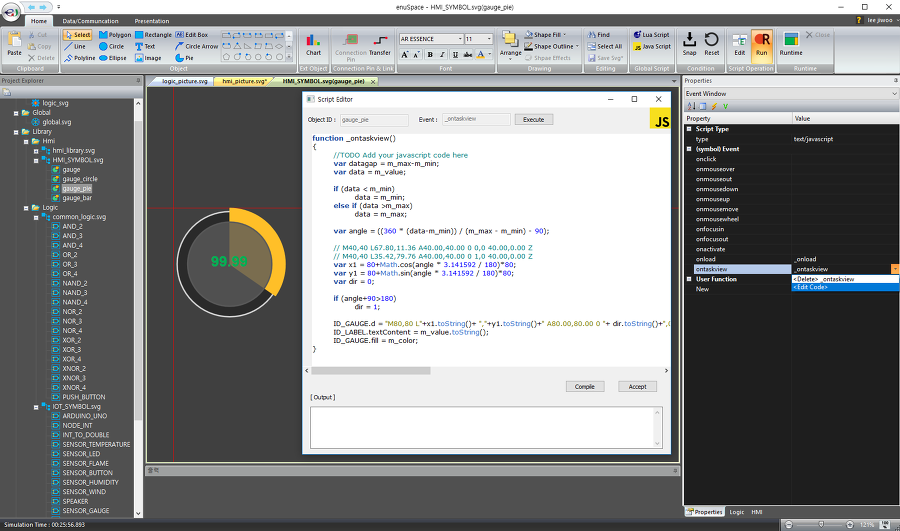 enuSpace - HMI_SYMBOL.svg(gauge_pie)
Home Data/Communication Presentation
? lee jiwoo
Paste Cut Copy Delete
Clipboard
Select Polygon Rectangle Edit Box
Line Circle Text Circle Arrow
Polyline Ellipse Image Pie
Object
Chart
Ext Object
Connection Pin Transfer
Connection Pin & Link
AR ESSENCE 11
Font
Arrange Shape Fill Shape Outline Shpae Effects
Drawing
Find Select All Save Svg
Editing
Lua Script Java Script
Global Script
Snap Reset
Condition
Edit Run
Script Operation
Runtime Close
Runtime
Project Explorer
logic_svg
Global
global.svg
Library
Hmi
hmi_library.svg
HMI_SYMBOL.svg
gauge
gauge_circle
gauge_pie
gauge_bar
Logic
common_logic.svg
AND_2
AND_3
AND_4
OR_2
OR_3
OR_4
NAND_2
NAND_3
NAND_4
NOR_2
NOR_3
NOR_4
XOR_2
XOR_3
XOR_4
XNOR_2
XNOR_3
XNOR_4
PUSH_BUTTON
IOT_SYMBOL.svg
ARDUINO_UNO
NODE_INT
INT_TO_DOUBLE
SENSOR_TEMPERATURE
SENSOR_LED
SENSOR_FLAME
SENSOR_BUTTON
SENSOR_HUMIDITY
SENSOR_WIND
SPEAKER
SENSOR_GAUGE
logic_picture.svg hmi_picture.svg* HMI_SYMBOL.svg(gauge_pie)
99.99
Script Editor
Object ID : gauge_pie Event : _ontaskview Execute JS
function _ontaskview()
{
//TODO Add your javascript code here
var datagap = m_max-m_min;
var data = m_value;
if (data < m_min)
data = m_min;
else if (data >m_max)
data = m_max;
var angle = ((360 * (data-m_min)) / (m_max - m_min) - 90);
// M40,40 L67.80,11.36 A40.00,40.00 0 0,0 40.00,0.00 Z
// M40,40 L35.42,79.76 A40.00,40.00 0 1,0 40.00,0.00 Z
var x1 = 80+Math.cos(angle * 3.141592 / 180)*80;
var y1 = 80+Math.sin(angle * 3.141592 / 180)*80;
var dir = 0;
if (angle+90>180)
dir = 1;
ID_GAUGE.d = "M80,80 L"+x1.toString()+ ","+y1.toString()+" A80.00,80.00 0 "+ dir.toString()+",
ID_LABEL.textContent = m_value.toString();
ID_GAUGE.fill = m_color;
}
Compile Accept
[ Output ]
출력
Properties
Event Window
Property Value
Script Type
type text/javascript
(symbol) Event
onclick
onmouseover
onmouseout
onmousedown
onmouseup
onmousemove
onmousewheel
onfocusin
onfocusout
onactivate
onload _onload
ontaskview _ontaskview
User Function <Delete> _ontaskview
New <Edit Code>
Properties Logic HMI
Simulation Time : 00:25:56.893
121%